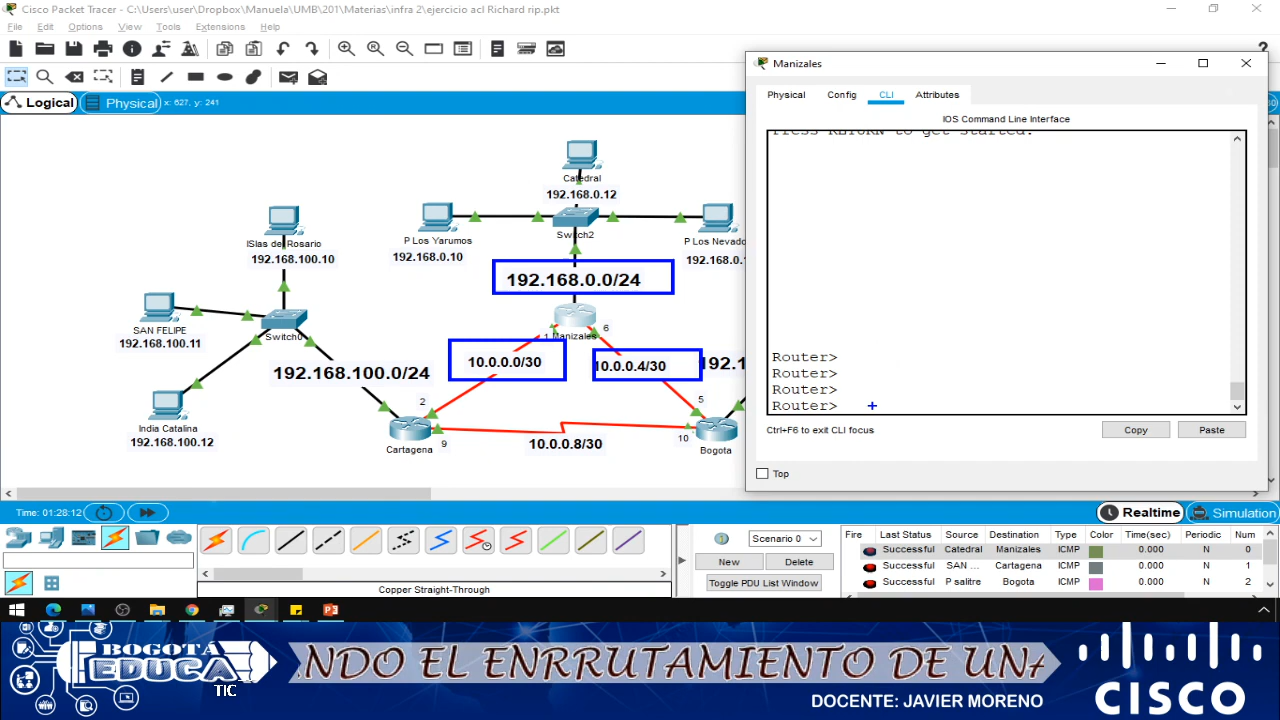 Cisco Packet Tracer - C:\Users\user\Dropbox\Manuela\UMB\201\Materias\infra 2\ejercicio acl Richard rip.pkt
File Edit Options View Tools Extensions Help
Logical Physical x: 627, y: 241
Manizales
Physical Config CLI Attributes
IOS Command Line Interface
Press RETURN to get started.
Router>
Router>
Router>
Router>
Ctrl+F6 to exit CLI focus
Copy Paste
Top
Catedral
192.168.0.12
Switch2
P Los Yarumos
192.168.0.10
P Los Nevado
192.168.0.
ISlas del Rosario
192.168.100.10
192.168.0.0/24
SAN FELIPE
192.168.100.11
Switch0
1 Manizales 6
10.0.0.0/30
10.0.0.4/30
192.1
192.168.100.0/24
India Catalina
192.168.100.12
2
9
Cartagena
10.0.0.8/30
5
10
Bogota
Time: 01:28:12
Realtime Simulation
Scenario 0
New Delete
Toggle PDU List Window
Fire Last Status Source Destination Type Color Time(sec) Periodic Num
Successful Catedral Manizales ICMP 0.000 N 0
Successful SAN ... Cartagena ICMP 0.000 N 1
Successful P salitre Bogota ICMP 0.000 N 2
Copper Straight-Through
BOGOTÁ
EDUCA
TIC
NDO EL ENRRUTAMIENTO DE UNA
DOCENTE: JAVIER MORENO
CISCO